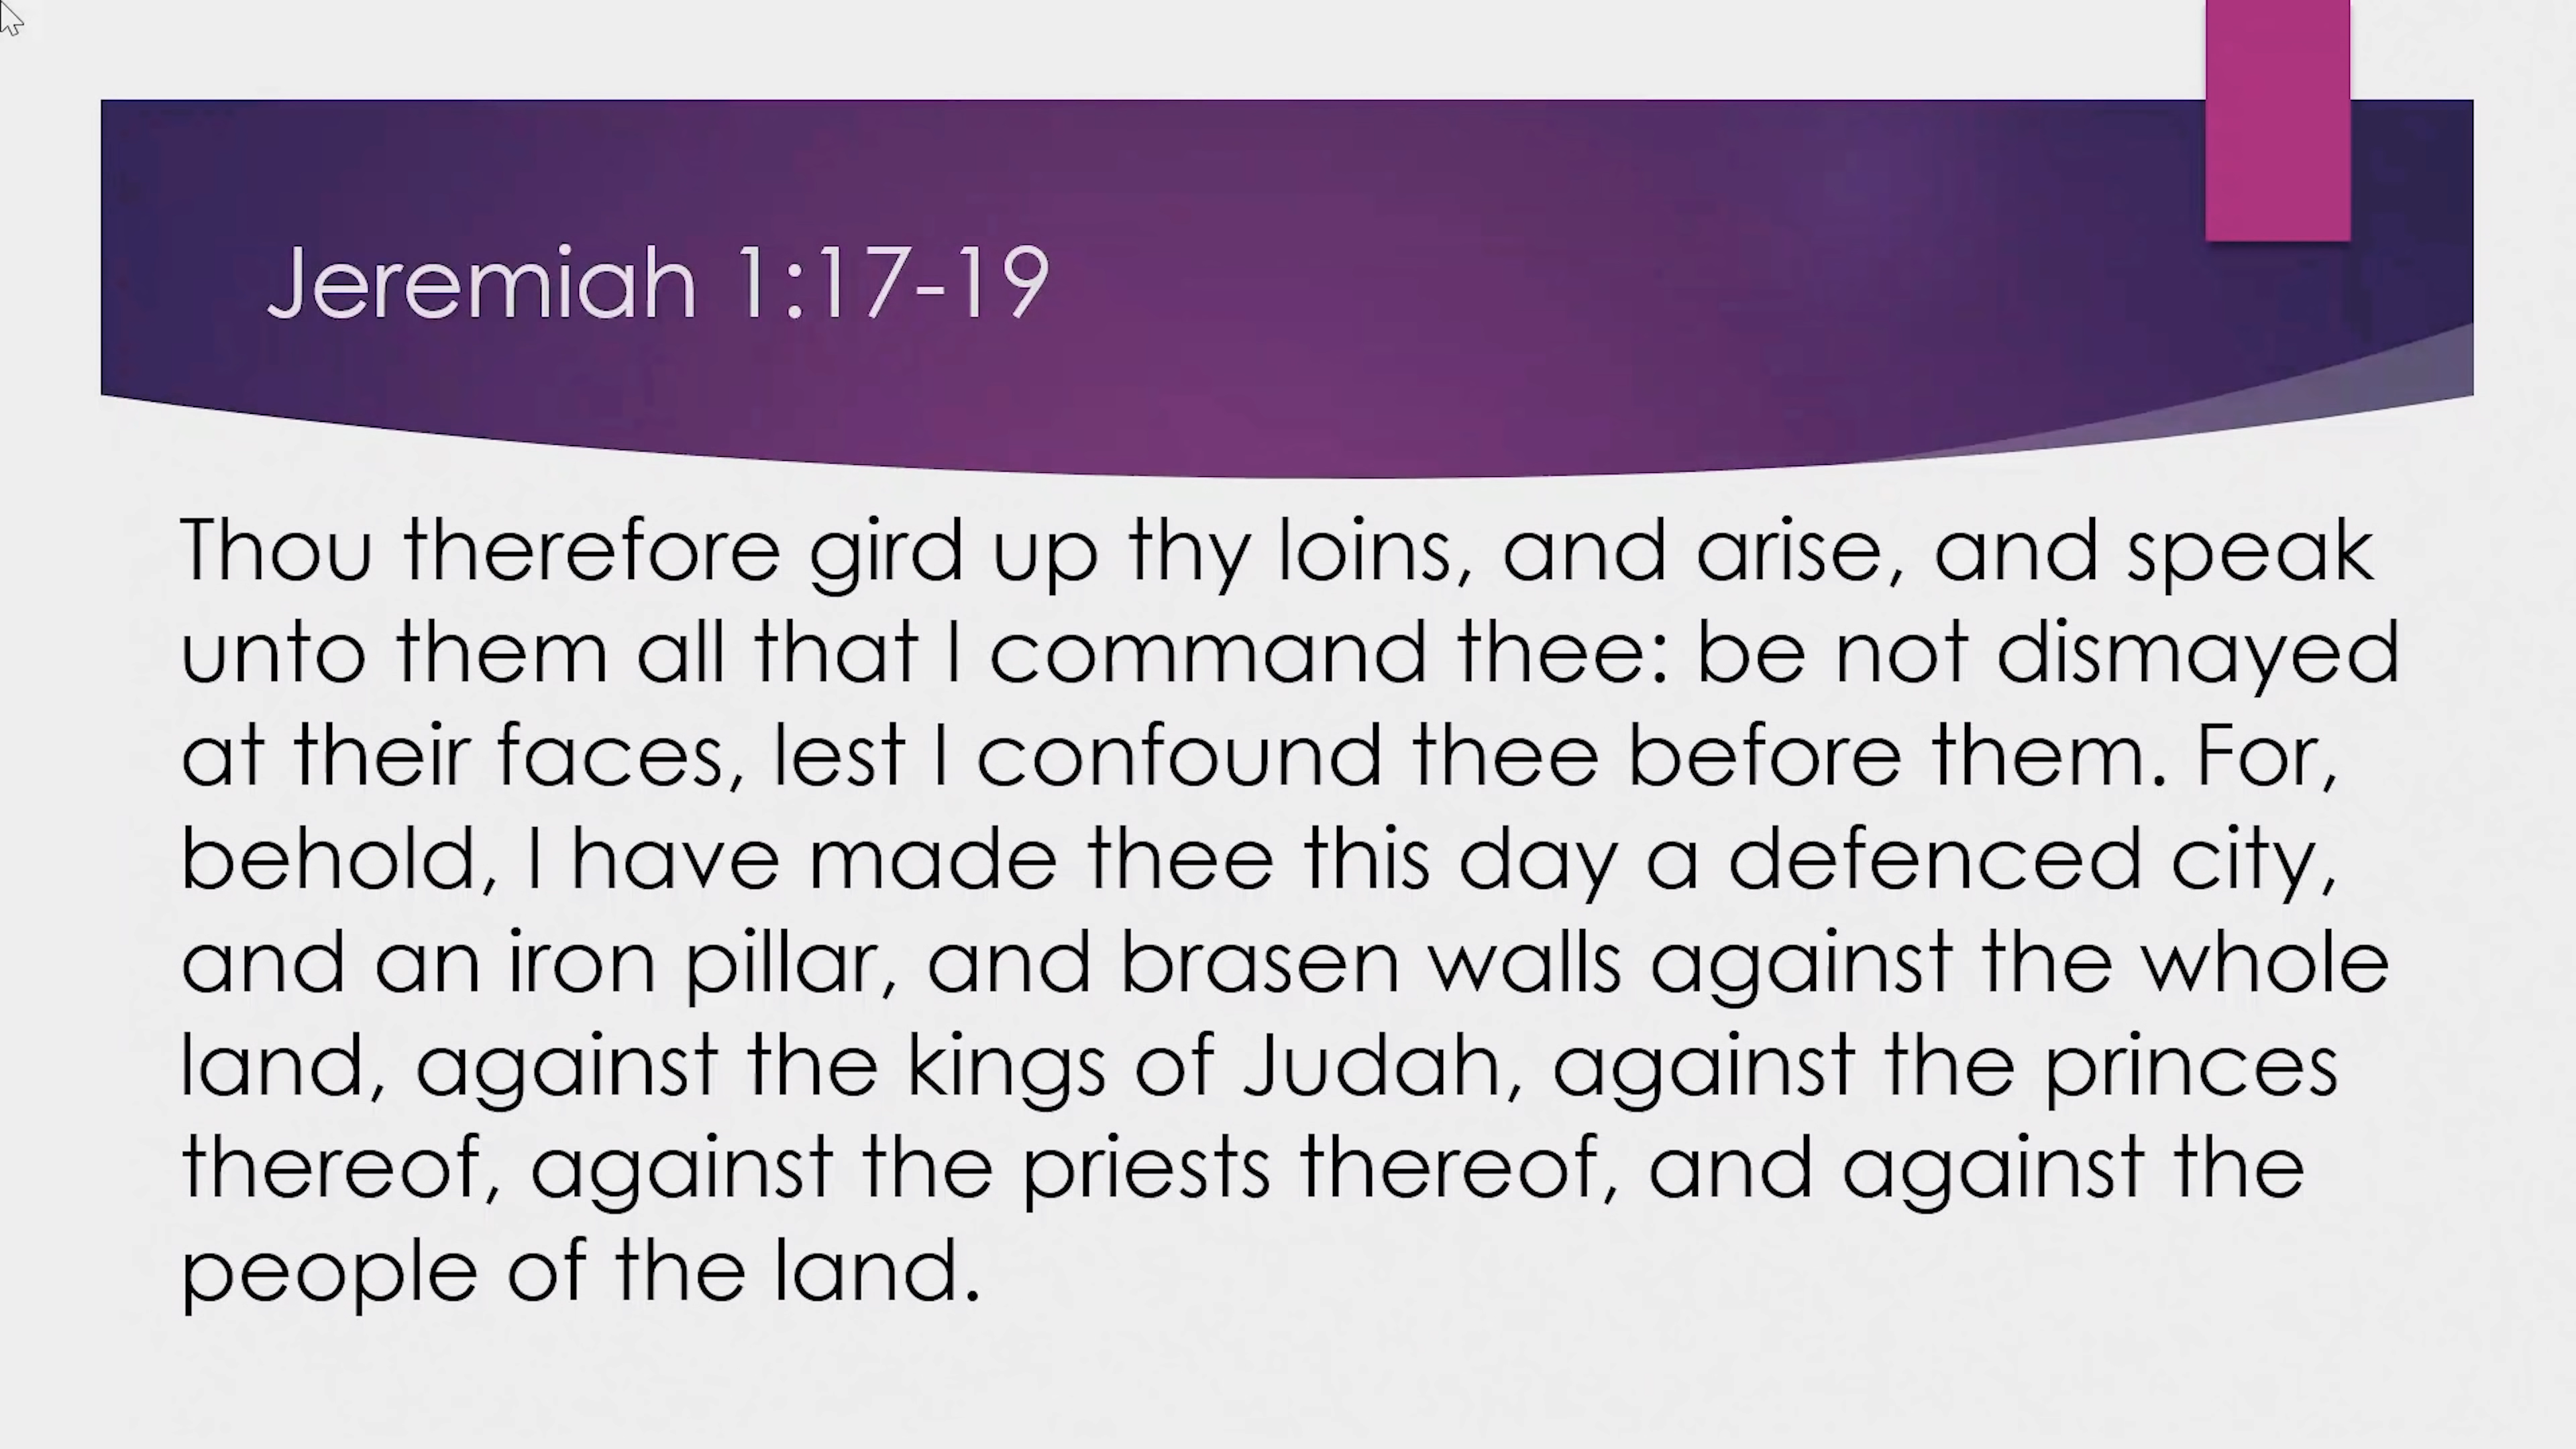 Jeremiah 1:17-19
Thou therefore gird up thy loins, and arise, and speak
unto them all that I command thee: be not dismayed
at their faces, lest I confound thee before them. For,
behold, I have made thee this day a defenced city,
and an iron pillar, and brasen walls against the whole
land, against the kings of Judah, against the princes
thereof, against the priests thereof, and against the
people of the land.